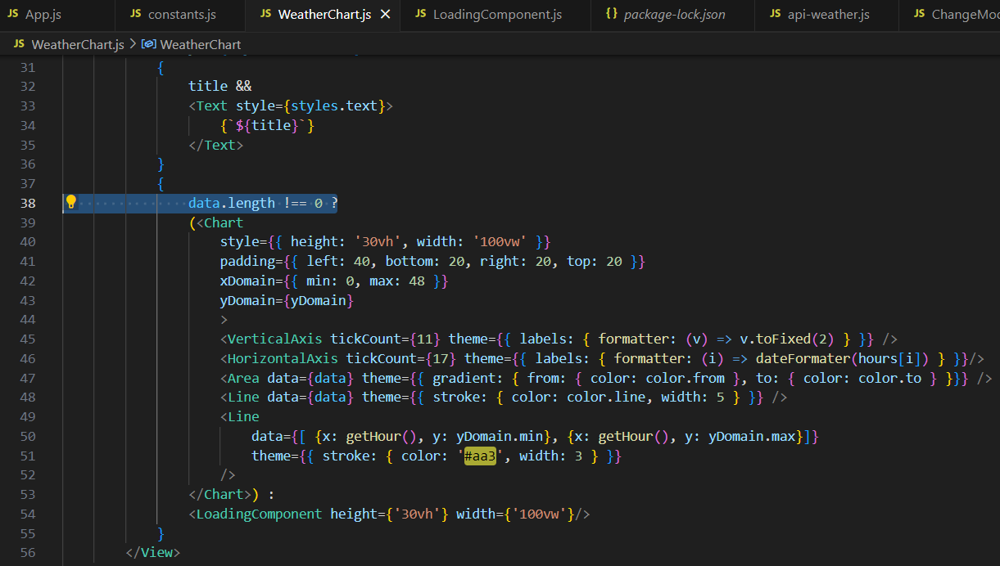 JS App.js JS constants.js JS WeatherChart.js JS LoadingComponent.js {} package-lock.json JS api-weather.js JS ChangeMoc
JS WeatherChart.js > WeatherChart
31 {
32 title &&
33 <Text style={styles.text}>
34 {`${title}`}
35 </Text>
36 }
37 {
38 data.length !== 0 ?
39 (<Chart
40 style={{ height: '30vh', width: '100vw' }}
41 padding={{ left: 40, bottom: 20, right: 20, top: 20 }}
42 xDomain={{ min: 0, max: 48 }}
43 yDomain={yDomain}
44 >
45 <VerticalAxis tickCount={11} theme={{ labels: { formatter: (v) => v.toFixed(2) } }} />
46 <HorizontalAxis tickCount={17} theme={{ labels: { formatter: (i) => dateFormater(hours[i]) } }}/>
47 <Area data={data} theme={{ gradient: { from: { color: color.from }, to: { color: color.to } }}} />
48 <Line data={data} theme={{ stroke: { color: color.line, width: 5 } }} />
49 <Line
50 data={[ {x: getHour(), y: yDomain.min}, {x: getHour(), y: yDomain.max}]}
51 theme={{ stroke: { color: '#aa3', width: 3 } }}
52 />
53 </Chart>) :
54 <LoadingComponent height={'30vh'} width={'100vw'}/>
55 }
56 </View>